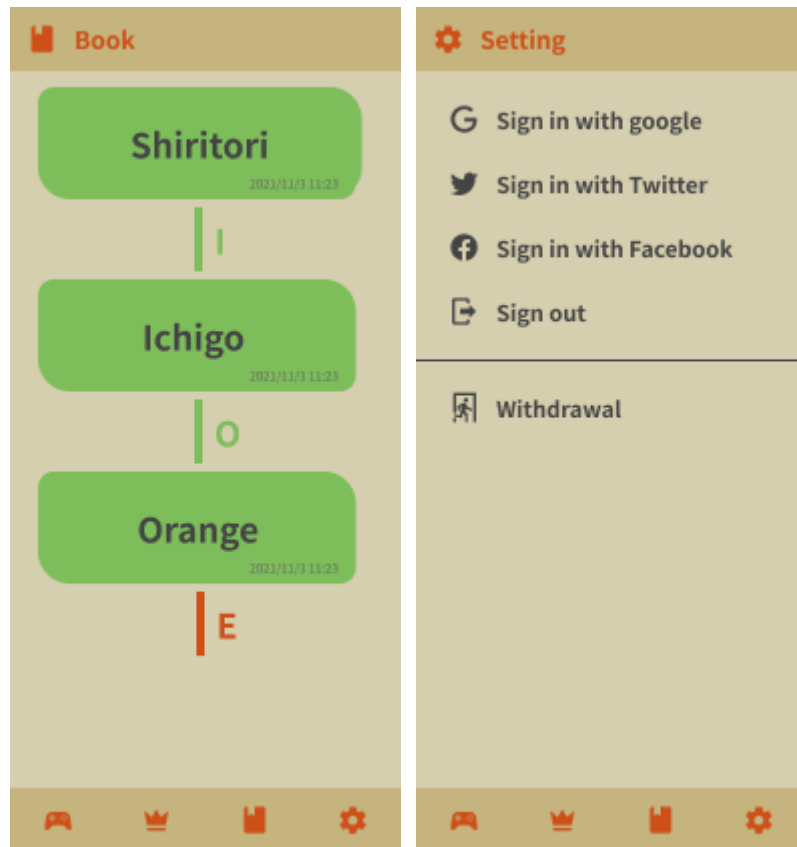 Book
Shiritori
2021/11/3 11:23
I
Ichigo
2021/11/3 11:23
O
Orange
2021/11/3 11:23
E
Setting
Sign in with google
Sign in with Twitter
Sign in with Facebook
Sign out
Withdrawal